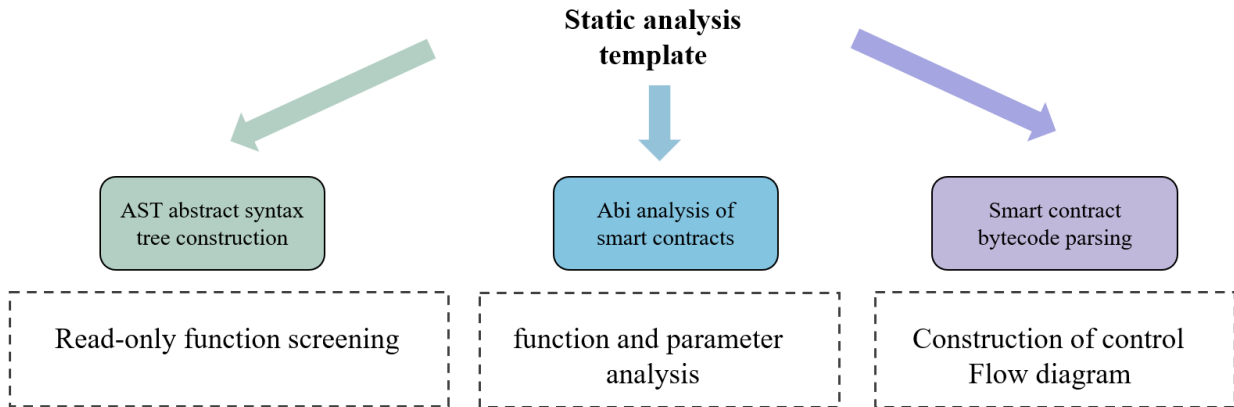 Static analysis
template
AST abstract syntax
tree construction
Abi analysis of
smart contracts
Smart contract
bytecode parsing
Read-only function screening
function and parameter
analysis
Construction of control
Flow diagram